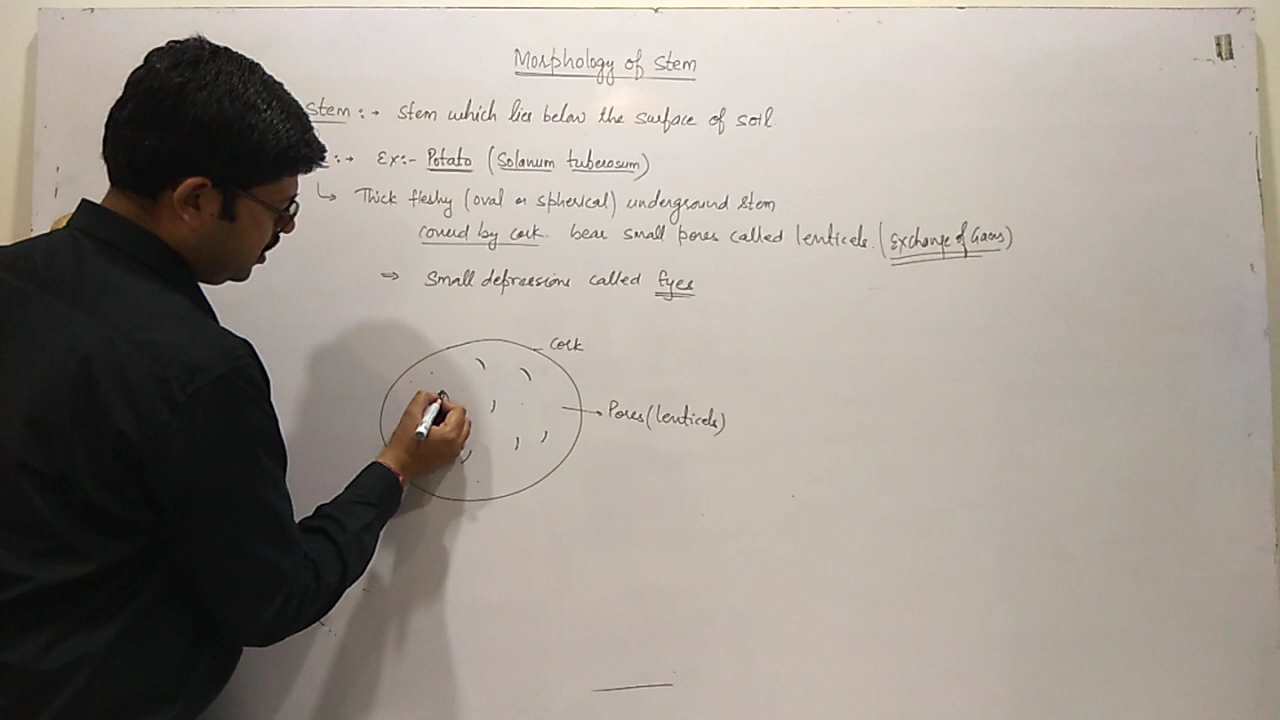 Morphology of Stem
Stem :→ Stem which lies below the surface of soil
:→ Ex:- Potato (Solanum tuberosum)
↳ Thick fleshy (oval or spherical) underground stem
covered by cork. bear small pores called lenticels. (Exchange of Gases)
⇒ Small depressions called Eyes
Cork
Pores (lenticels)